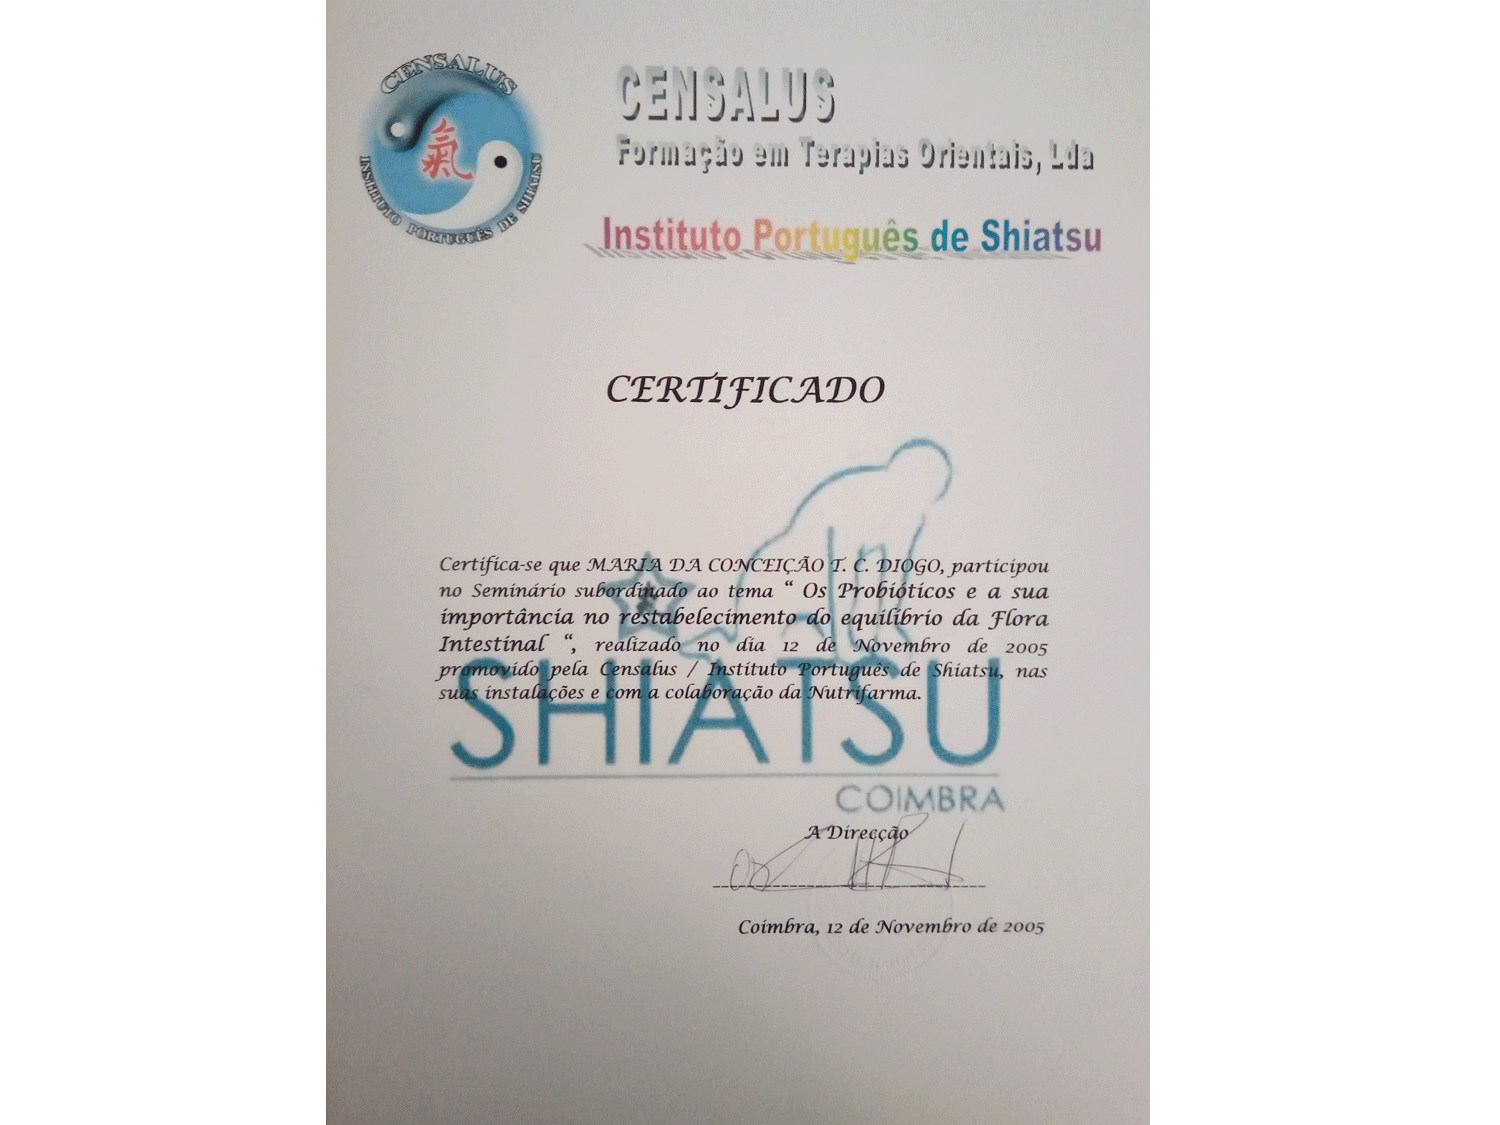 CENSALUS
INSTITUTO PORTUGUÊS DE SHIATSU
氣
CENSALUS
Formação em Terapias Orientais, Lda
Instituto Português de Shiatsu
CERTIFICADO
Certifica-se que MARIA DA CONCEIÇÃO T. C. DIOGO, participou
no Seminário subordinado ao tema “ Os Probióticos e a sua
importância no restabelecimento do equilíbrio da Flora
Intestinal “, realizado no dia 12 de Novembro de 2005
promovido pela Censalus / Instituto Português de Shiatsu, nas
suas instalações e com a colaboração da Nutrifarma.
SHIATSU
COIMBRA
A Direcção
Coimbra, 12 de Novembro de 2005